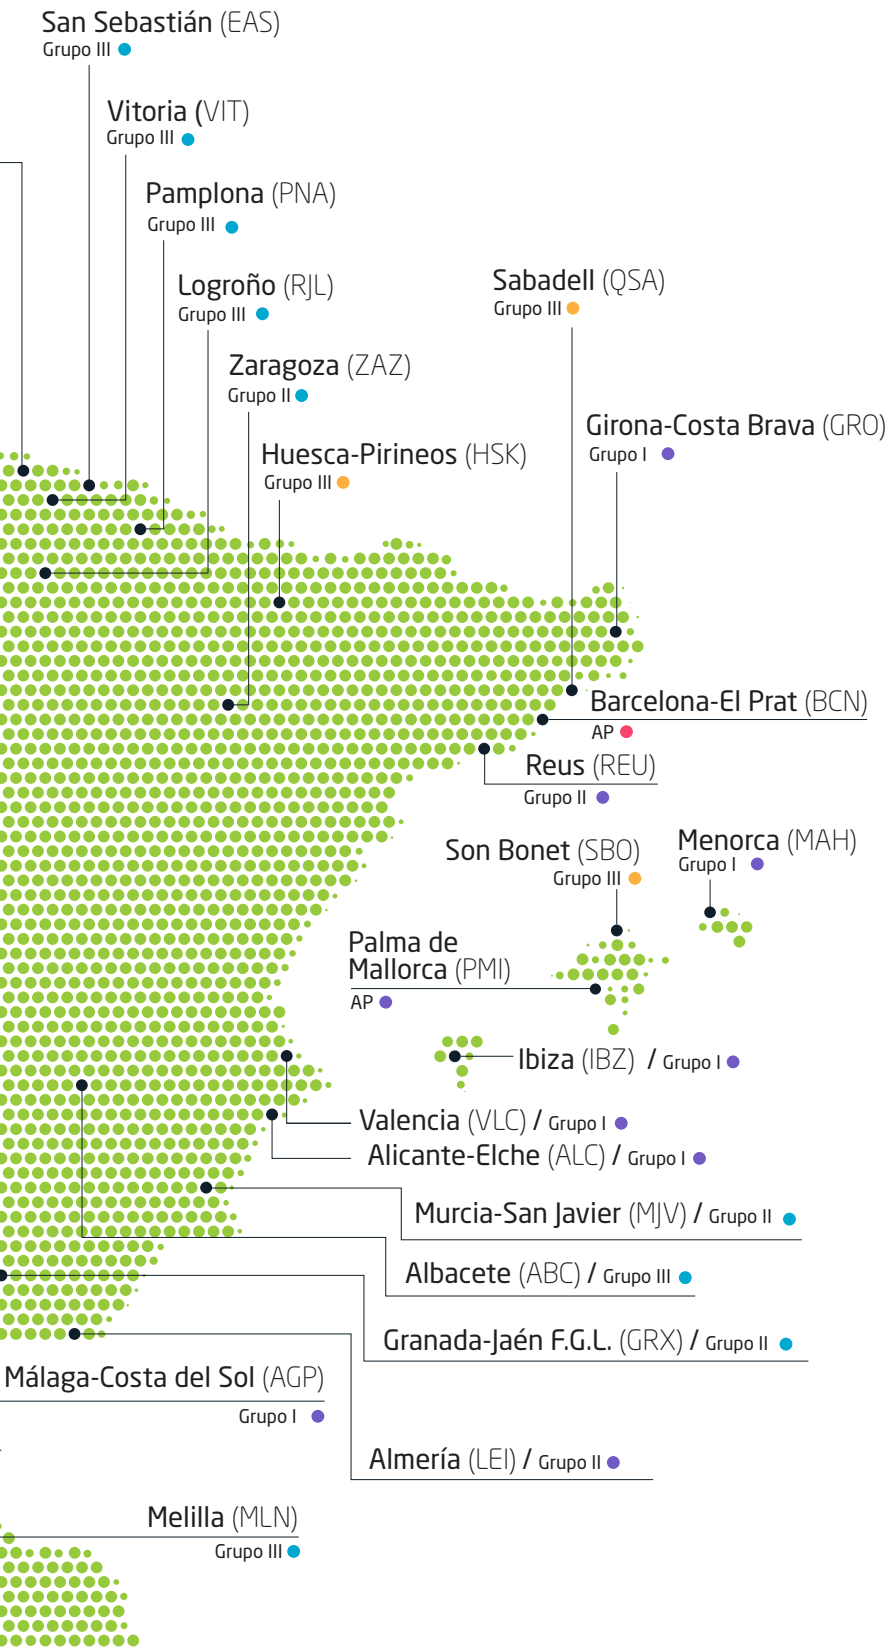 San Sebastián (EAS)
Grupo III
Vitoria (VIT)
Grupo III
Pamplona (PNA)
Grupo III
Logroño (RJL)
Grupo III
Sabadell (QSA)
Grupo III
Zaragoza (ZAZ)
Grupo II
Girona-Costa Brava (GRO)
Grupo I
Huesca-Pirineos (HSK)
Grupo III
Barcelona-El Prat (BCN)
AP
Reus (REU)
Grupo II
Son Bonet (SBO)
Grupo III
Menorca (MAH)
Grupo I
Palma de
Mallorca (PMI)
AP
Ibiza (IBZ) / Grupo I
Valencia (VLC) / Grupo I
Alicante-Elche (ALC) / Grupo I
Murcia-San Javier (MJV) / Grupo II
Albacete (ABC) / Grupo III
Granada-Jaén F.G.L. (GRX) / Grupo II
Málaga-Costa del Sol (AGP)
Grupo I
Almería (LEI) / Grupo II
Melilla (MLN)
Grupo III